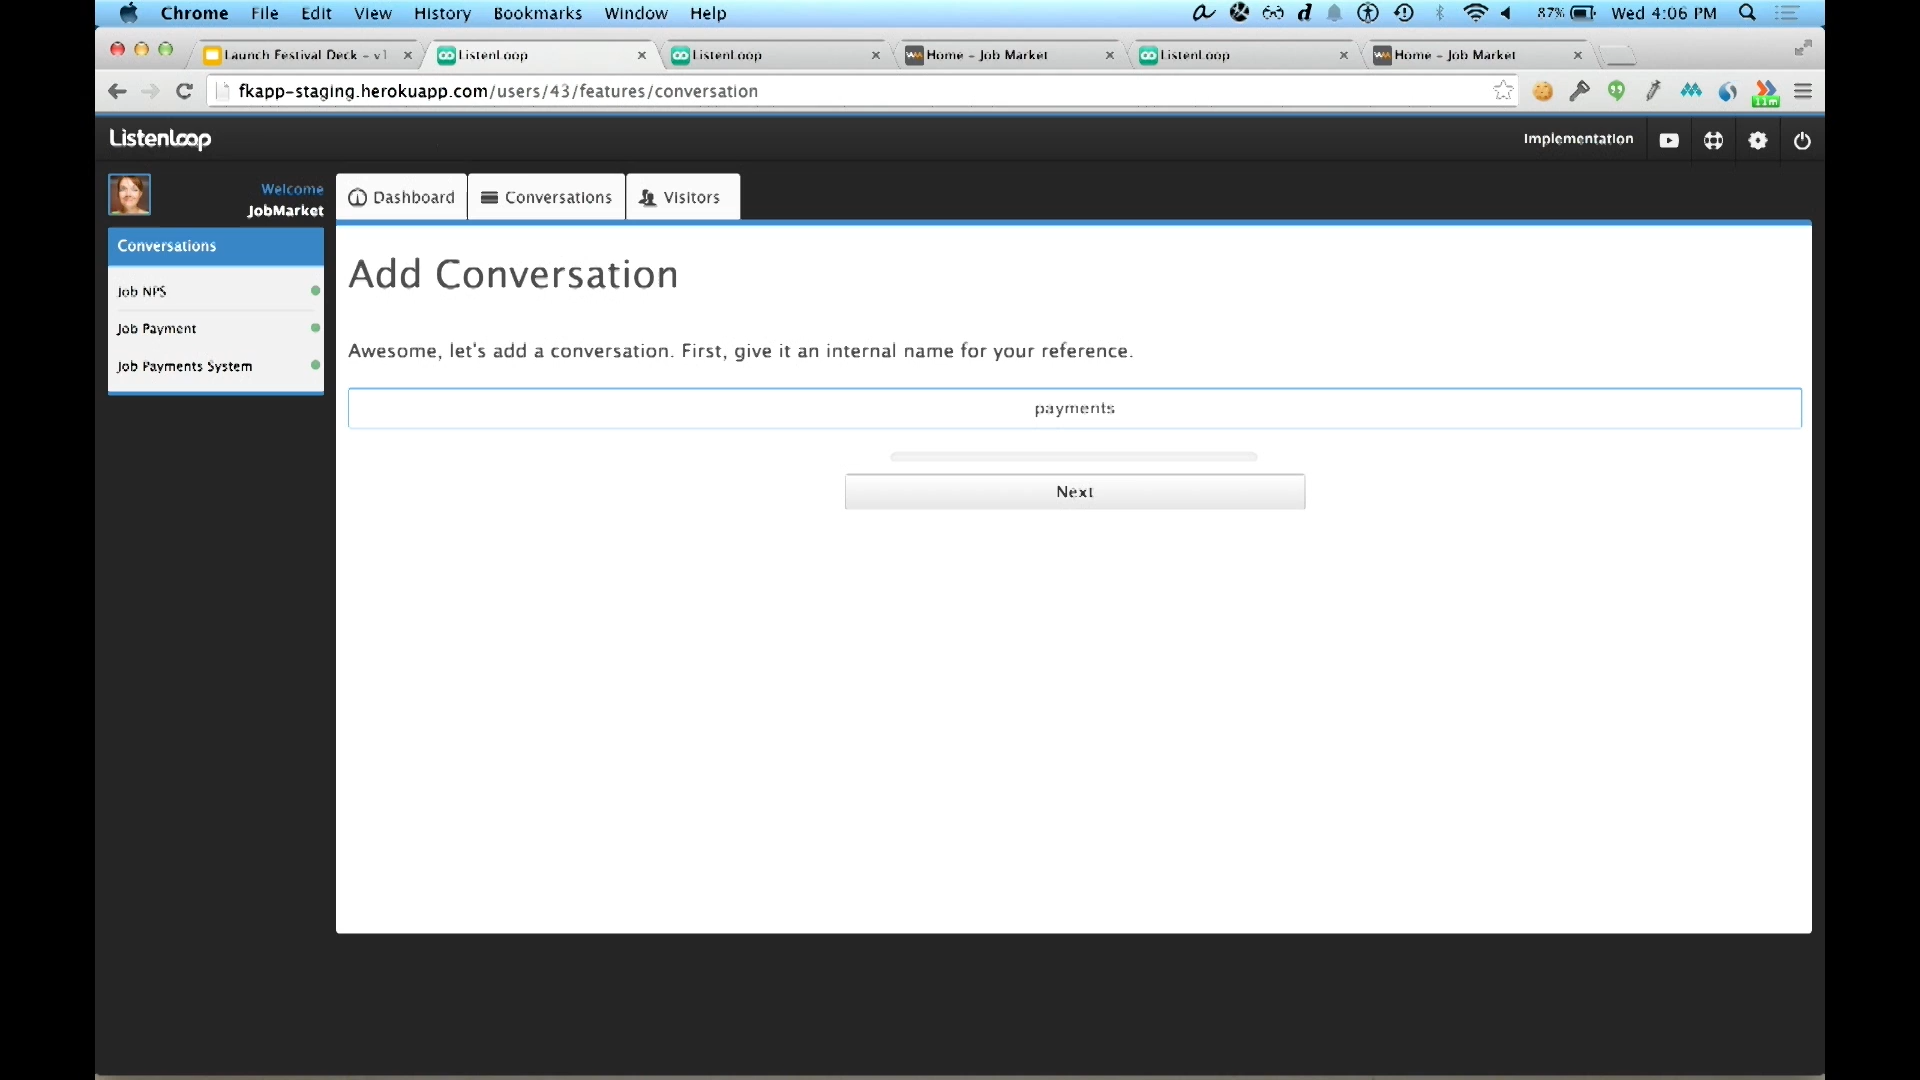 Chrome File Edit View History Bookmarks Window Help 87% Wed 4:06 PM
Launch Festival Deck - v1 ListenLoop ListenLoop Home - Job Market ListenLoop Home - Job Market
fkapp-staging.herokuapp.com/users/43/features/conversation
11m
ListenLoop Implementation
Welcome
JobMarket
Dashboard Conversations Visitors
Conversations
Job NPS
Job Payment
Job Payments System
Add Conversation
Awesome, let's add a conversation. First, give it an internal name for your reference.
payments
Next